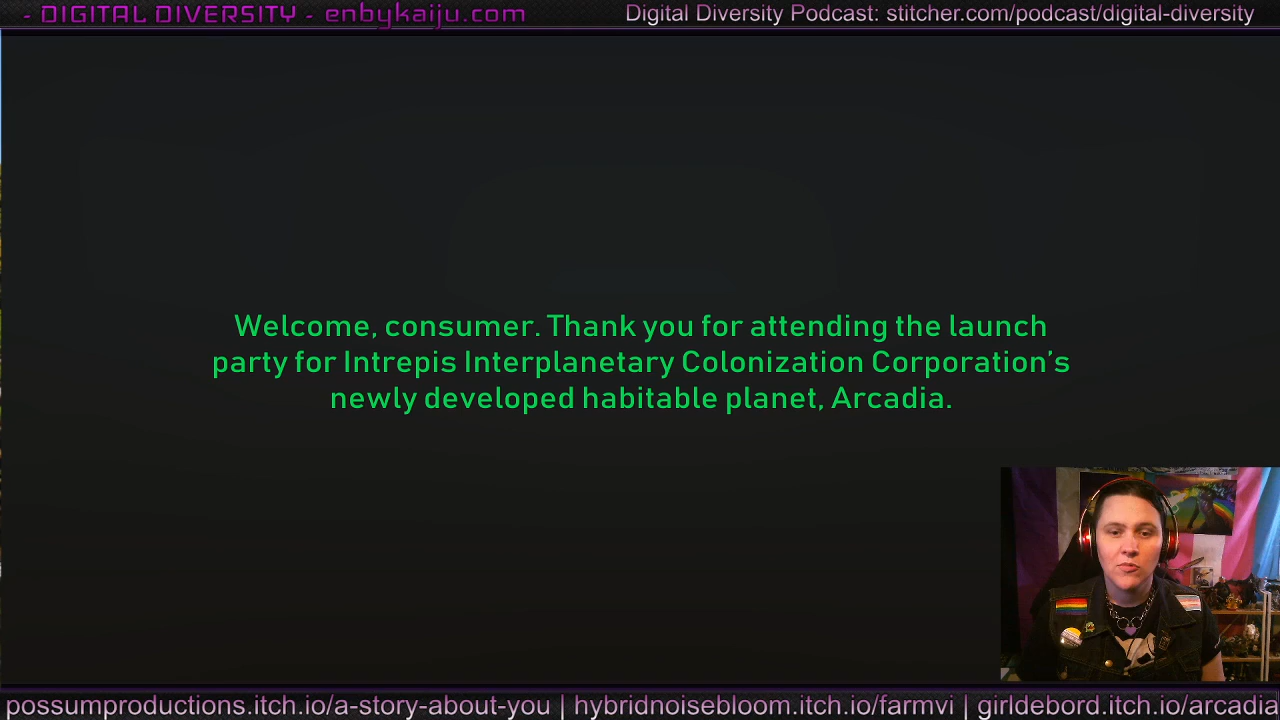 - DIGITAL DIVERSITY - enbykaiju.com
Digital Diversity Podcast: stitcher.com/podcast/digital-diversity
Welcome, consumer. Thank you for attending the launch
party for Intrepis Interplanetary Colonization Corporation's
newly developed habitable planet, Arcadia.
possumproductions.itch.io/a-story-about-you | hybridnoisebloom.itch.io/farmvi | girldebord.itch.io/arcadia